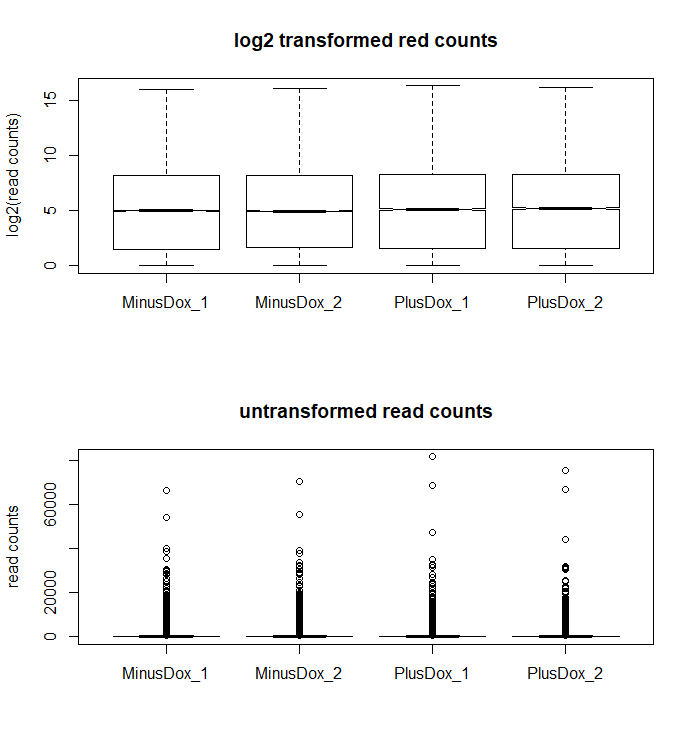 log2 transformed red counts
log2(read counts)
15
10
5
0
MinusDox_1 MinusDox_2 PlusDox_1 PlusDox_2
untransformed read counts
read counts
60000
20000
0
MinusDox_1 MinusDox_2 PlusDox_1 PlusDox_2